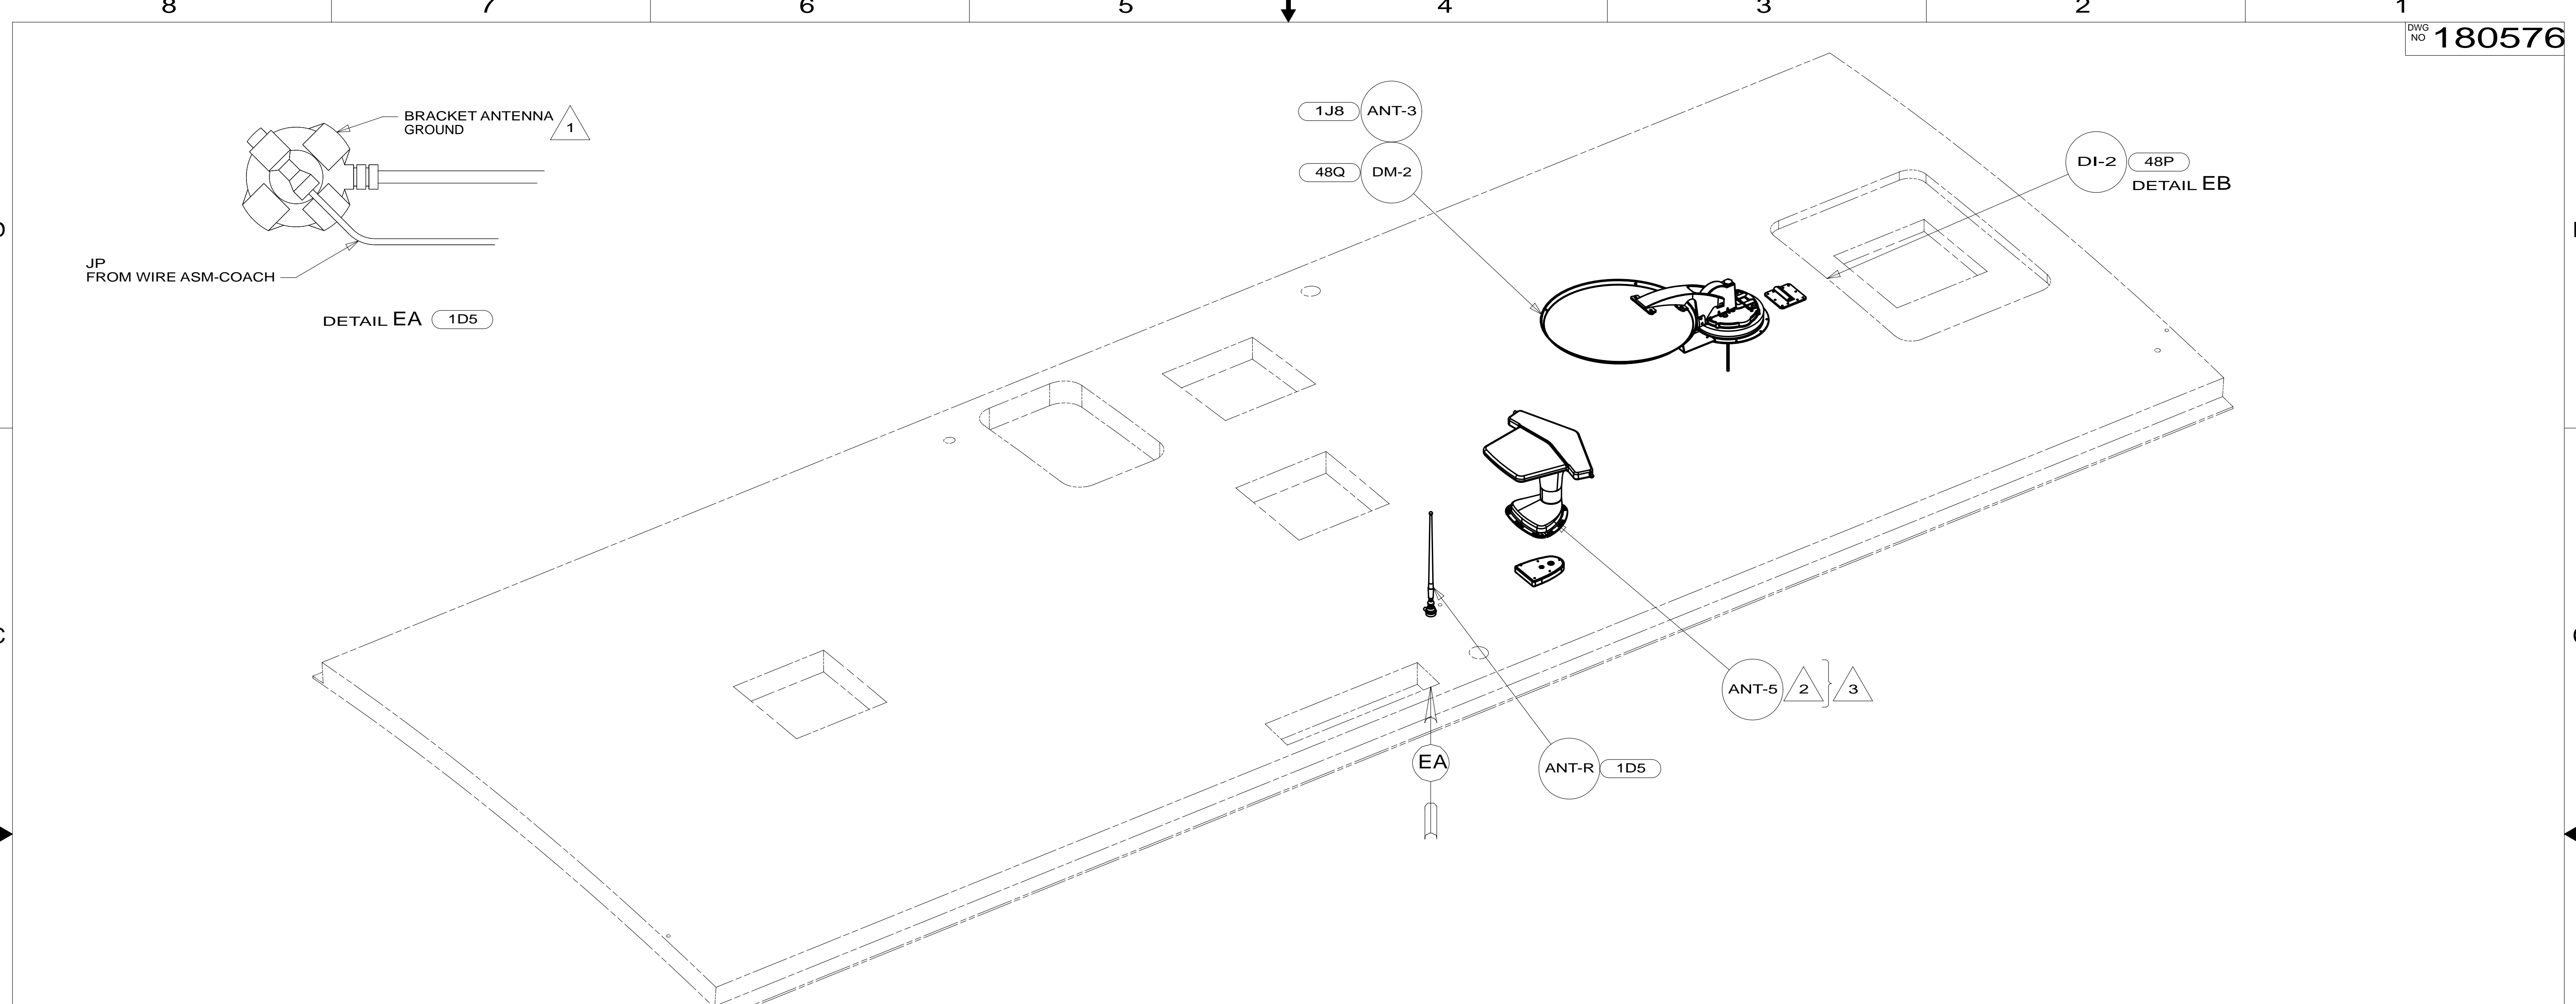 8 7 6 5 4 3 2 1
DWG
NO 180576
BRACKET ANTENNA
GROUND
1
JP
FROM WIRE ASM-COACH
DETAIL EA 1D5
1J8 ANT-3
48Q DM-2
DI-2 48P
DETAIL EB
C
ANT-5 2 3
EA
ANT-R 1D5